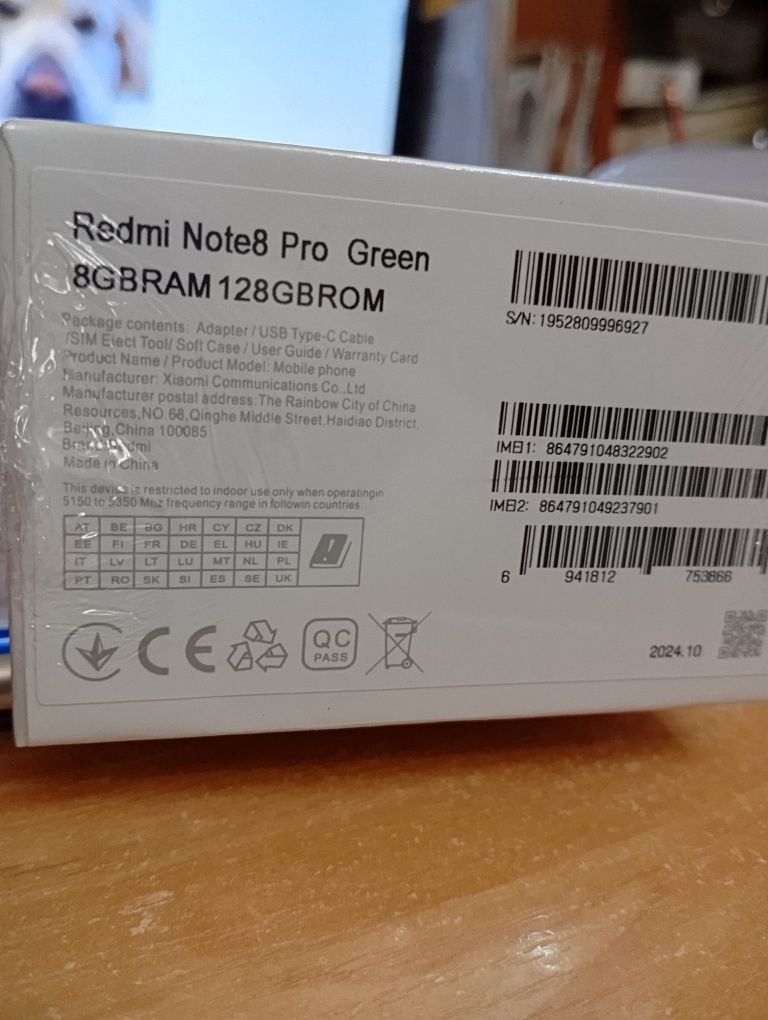 Redmi Note8 Pro Green
8GBRAM128GBROM
Package contents: Adapter / USB Type-C Cable
/SIM Eject Tool/ Soft Case / User Guide / Warranty Card
Product Name / Product Model: Mobile phone
Manufacturer: Xiaomi Communications Co.,Ltd
Manufacturer postal address:The Rainbow City of China
Resources,NO.68,Qinghe Middle Street,Haidiao District,
Beijing,China 100085
Brand:Redmi
Made in China
This device is restricted to indoor use only when operatingin
5150 to 5350 Mnz frequency range in followin countries
AT BE BG HR CY CZ DK
EE FI FR DE EL HU IE
IT LV LT LU MT NL PL
PT RO SK SI ES SE UK
CE
QC
PASS
S/N:1952809996927
IMEI1: 864791048322902
IMEI2: 864791049237901
6 941812 753866
2024.10